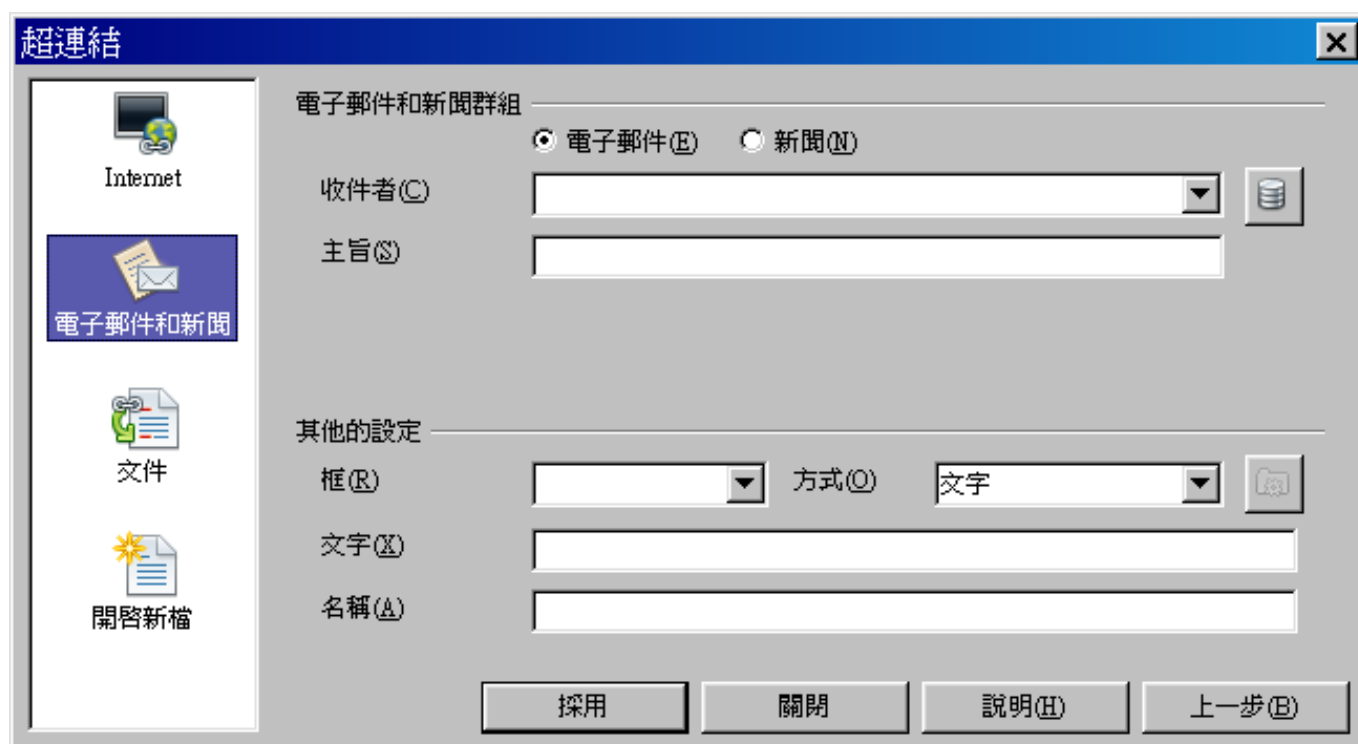 超連結
Internet
電子郵件和新聞
文件
開啓新檔
電子郵件和新聞群組
電子郵件(E) 新聞(N)
收件者(C)
主旨(S)
其他的設定
框(R) 方式(O) 文字
文字(X)
名稱(A)
採用 關閉 說明(H) 上一步(B)